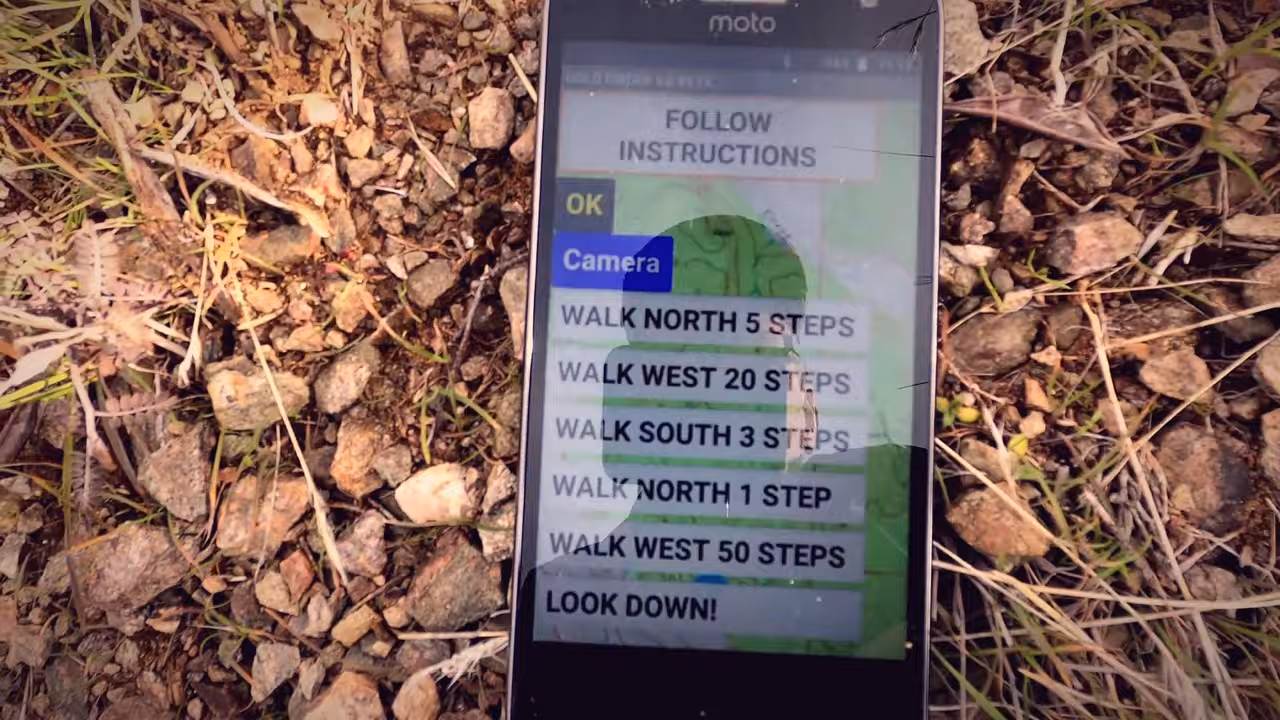 moto
FOLLOW
INSTRUCTIONS
OK
Camera
WALK NORTH 5 STEPS
WALK WEST 20 STEPS
WALK SOUTH 3 STEPS
WALK NORTH 1 STEP
WALK WEST 50 STEPS
LOOK DOWN!